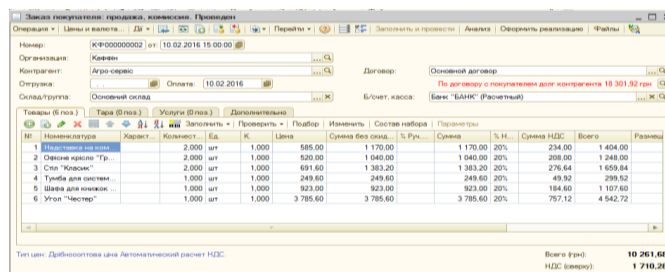 Заказ покупателя: продажа, комиссия. Проведен
Операция Цены и валюта... Перейти Заполнить и провести Анализ Оформить реализацию Файлы
Номер: КФ000000002 от: 10.02.2016 15:00:00
Организация: Каффен
Контрагент: Агро-сервіс Договор: Основной договор
Отгрузка: . . Оплата: 10.02.2016 По договору с покупателем долг контрагента 18 301,92 грн
Склад/группа: Основний склад Б/счет, касса: Банк "БАНК" (Расчетный)
Товары (6 поз.) Тара (0 поз.) Услуги (0 поз.) Дополнительно
Заполнить Проверить Подбор Изменить Состав набора Параметры
N Номенклатура Характ... Количест... Ед. К. Цена Сумма без скид... % Руч... Сумма % Н... Сумма НДС Всего Размещ
1 Надставка на ком... 2,000 шт 1,000 585,00 1 170,00 1 170,00 20% 234,00 1 404,00
2 Офісне крісло "Гр... 2,000 шт 1,000 520,00 1 040,00 1 040,00 20% 208,00 1 248,00
3 Стіл "Класик" 2,000 шт 1,000 691,60 1 383,20 1 383,20 20% 276,64 1 659,84
4 Тумба для систем... 1,000 шт 1,000 249,60 249,60 249,60 20% 49,92 299,52
5 Шафа для книжок ... 1,000 шт 1,000 923,00 923,00 923,00 20% 184,60 1 107,60
6 Угол "Честер" 1,000 шт 1,000 3 785,60 3 785,60 3 785,60 20% 757,12 4 542,72
Тип цен: Дрібнооптова ціна Автоматический расчет НДС. Всего (грн): 10 261,68
НДС (сверху): 1 710,28